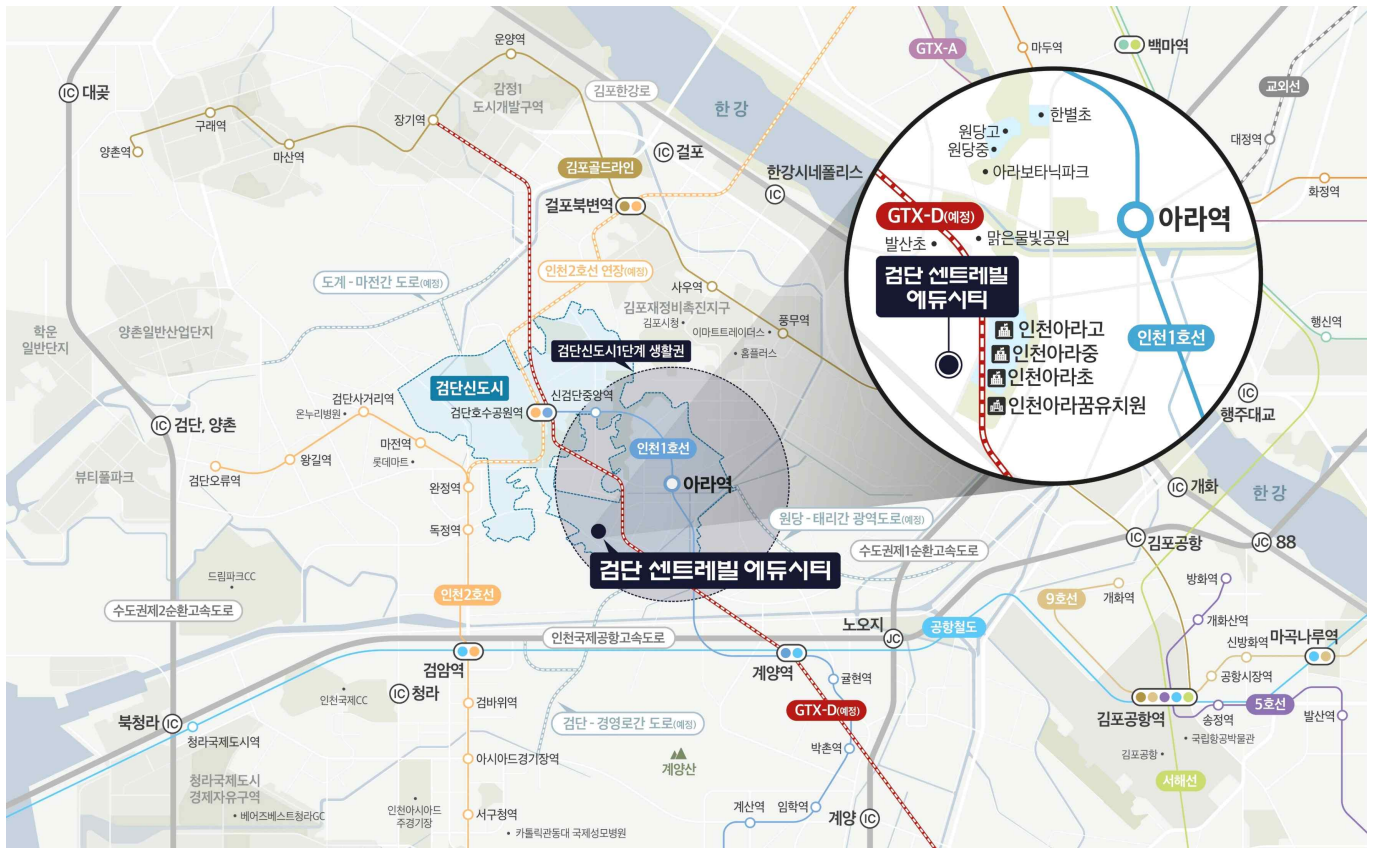 운양역
GTX-A
마두역
백마역
IC 대곶
감정1
도시개발구역
김포한강로
한강
교외선
구래역
장기역
대정역
양촌역
마산역
IC 걸포
한강시네폴리스
IC
김포골드라인
화정역
걸포북변역
한별초
원당고
원당중
아라보타닉파크
GTX-D(예정)
아라역
발산초
맑은물빛공원
검단 센트레빌
에듀시티
인천아라고
인천아라중
인천아라초
인천아라꿈유치원
인천1호선
도계 - 마전간 도로(예정)
인천2호선 연장(예정)
사우역
김포재정비촉진지구
김포시청
이마트트레이더스
풍무역
홈플러스
행신역
학운
일반단지
양촌일반산업단지
검단신도시1단계 생활권
검단신도시
신검단중앙역
검단호수공원역
검단사거리역
온누리병원
IC
행주대교
IC 검단, 양촌
마전역
롯데마트
인천1호선
왕길역
뷰티풀파크
검단오류역
완정역
아라역
IC 개화
한강
독정역
원당 - 태리간 광역도로(예정)
수도권제1순환고속도로
IC
김포공항
JC 88
검단 센트레빌 에듀시티
드림파크CC
수도권제2순환고속도로
인천2호선
9호선
개화역
방화역
개화산역
인천국제공항고속도로
노오지
JC
공항철도
신방화역
마곡나루역
검암역
계양역
귤현역
공항시장역
인천국제CC
IC 청라
검바위역
GTX-D(예정)
김포공항역
송정역
5호선
발산역
북청라 IC
청라국제도시역
검단 - 경명로간 도로(예정)
국립항공박물관
김포공항
박촌역
계양산
아시아드경기장역
청라국제도시
경제자유구역
서해선
베어즈베스트청라GC
인천아시아드
주경기장
서구청역
계산역
임학역
계양 IC
카톨릭관동대 국제성모병원